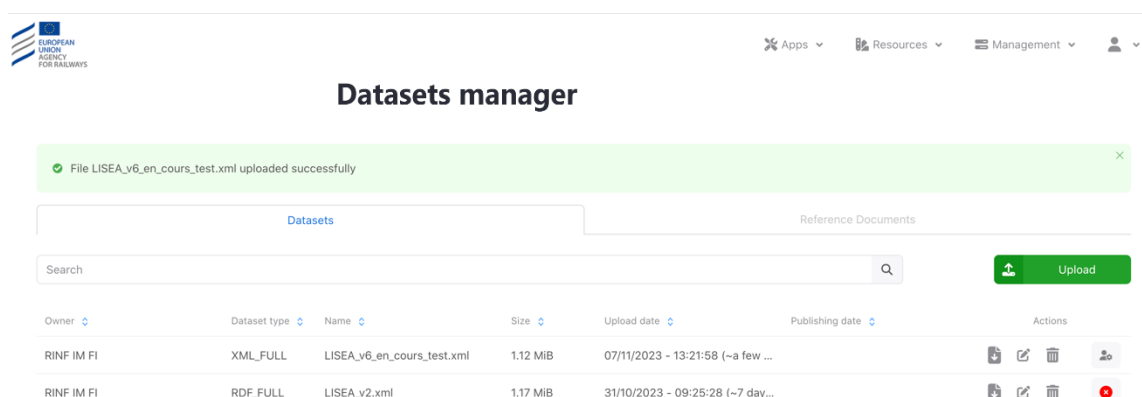 EUROPEAN
UNION
AGENCY
FOR RAILWAYS
Apps Resources Management
Datasets manager
File LISEA_v6_en_cours_test.xml uploaded successfully
Datasets Reference Documents
Search Upload
Owner Dataset type Name Size Upload date Publishing date Actions
RINF IM FI XML_FULL LISEA_v6_en_cours_test.xml 1.12 MiB 07/11/2023 - 13:21:58 (~a few ...
RINF IM FI RDF_FULL LISEA_v2.xml 1.17 MiB 31/10/2023 - 09:25:28 (~7 day...